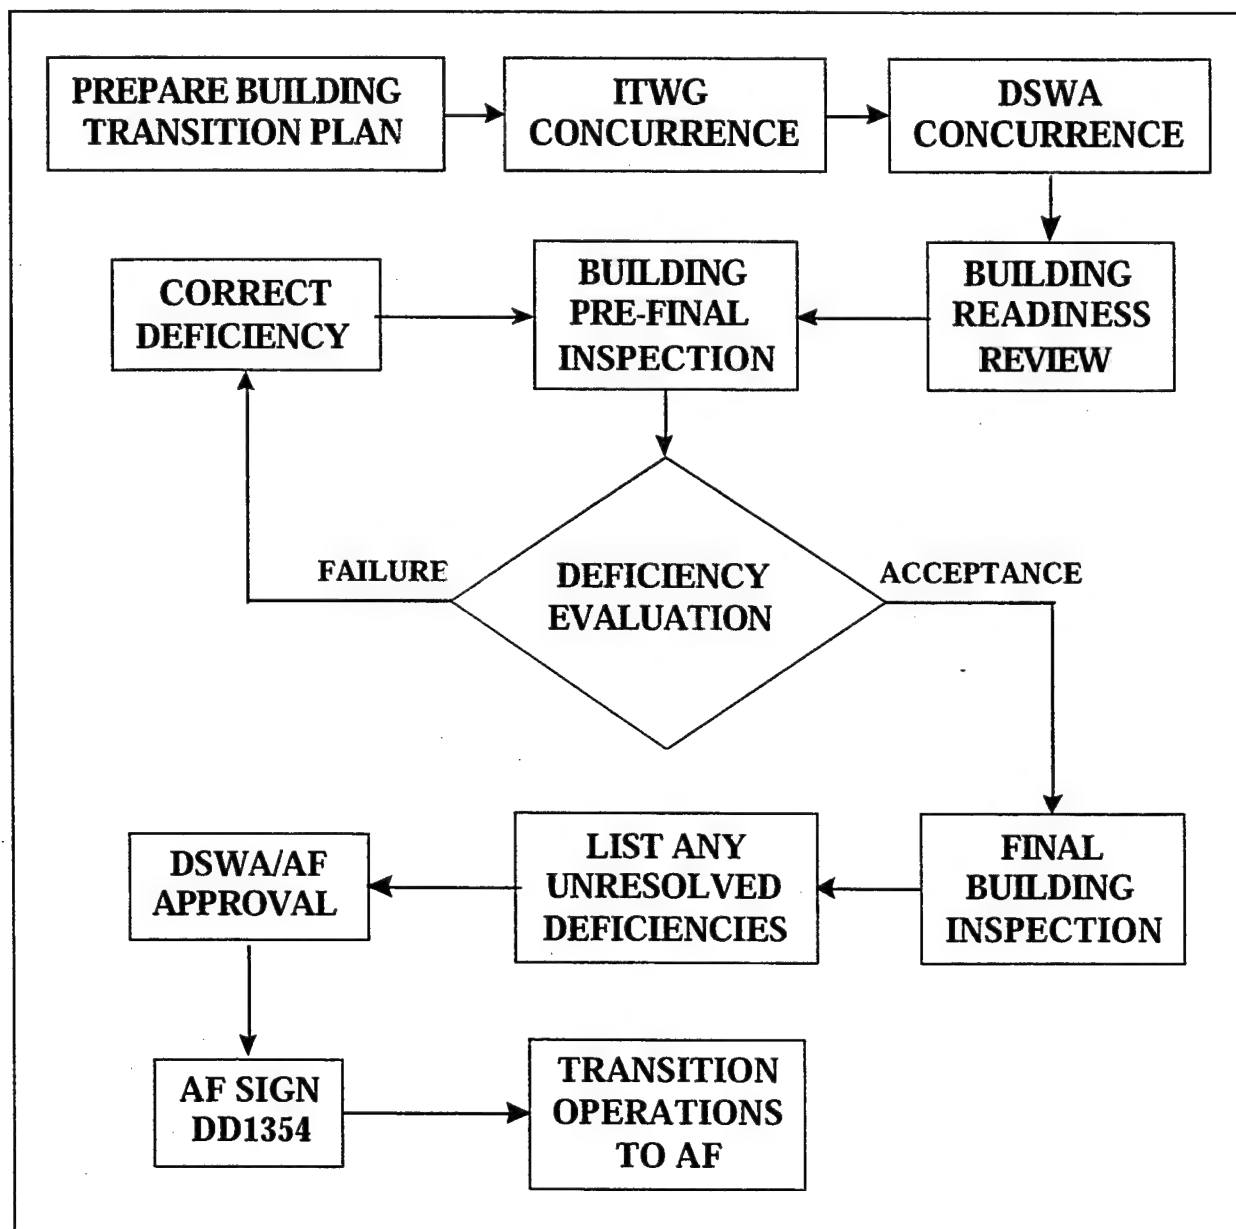 PREPARE BUILDING
TRANSITION PLAN
ITWG
CONCURRENCE
DSWA
CONCURRENCE
CORRECT
DEFICIENCY
BUILDING
PRE-FINAL
INSPECTION
BUILDING
READINESS
REVIEW
FAILURE
DEFICIENCY
EVALUATION
ACCEPTANCE
DSWA/AF
APPROVAL
LIST ANY
UNRESOLVED
DEFICIENCIES
FINAL
BUILDING
INSPECTION
AF SIGN
DD1354
TRANSITION
OPERATIONS
TO AF